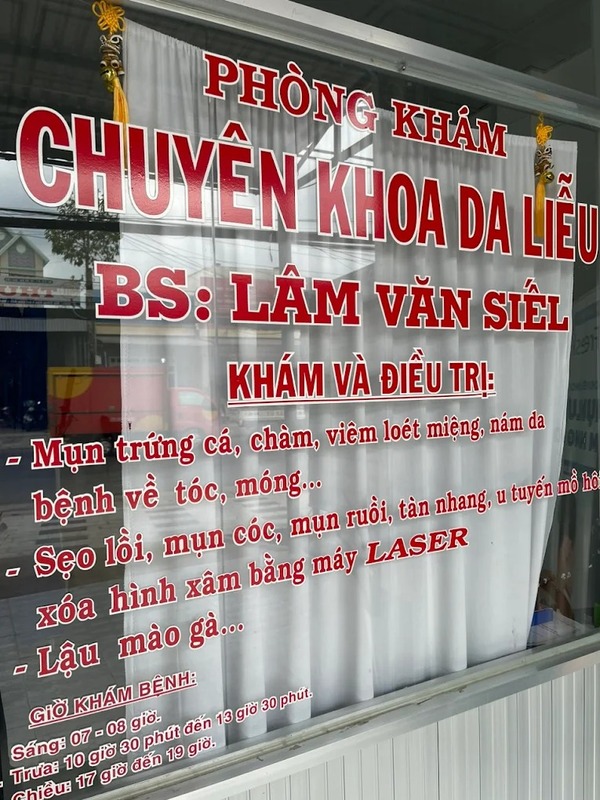 PHÒNG KHÁM
CHUYÊN KHOA DA LIỄU
BS: LÂM VĂN SIẾL
KHÁM VÀ ĐIỀU TRỊ:
- Mụn trứng cá, chàm, viêm loét miệng, nám da
bệnh về tóc, móng...
- Sẹo lồi, mụn cóc, mụn ruồi, tàn nhang, u tuyến mồ hôi
xóa hình xăm bằng máy LASER
- Lậu mào gà...
GIỜ KHÁM BỆNH:
Sáng: 07 - 08 giờ.
Trưa: 10 giờ 30 phút đến 13 giờ 30 phút.
Chiều: 17 giờ đến 19 giờ.